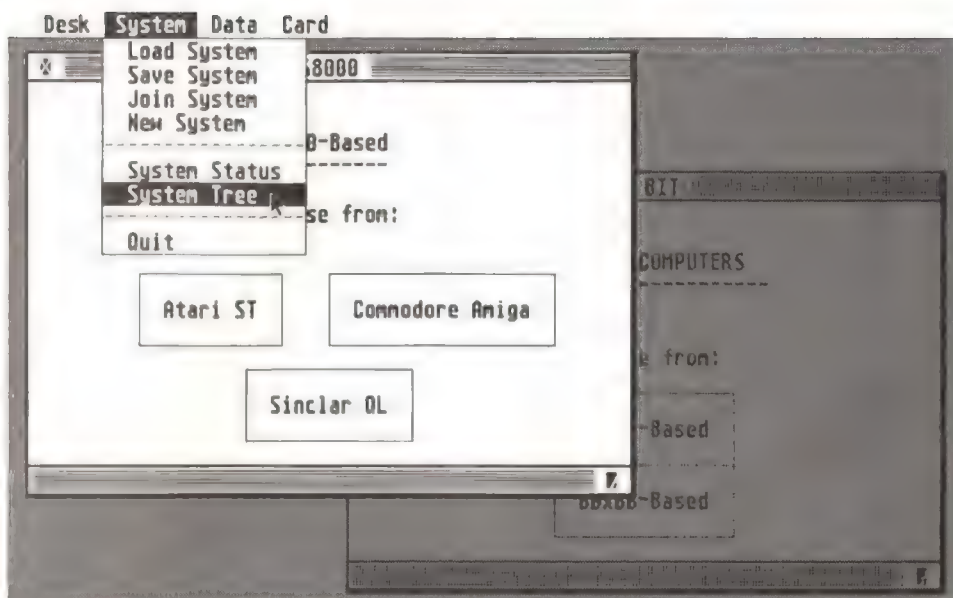 Desk System Data Card
Load System
Save System
Join System
New System
System Status
System Tree
Quit
8000
-Based
se from:
Atari ST
Commodore Amiga
Sinclar QL
BIT
COMPUTERS
e from:
-Based
-Based